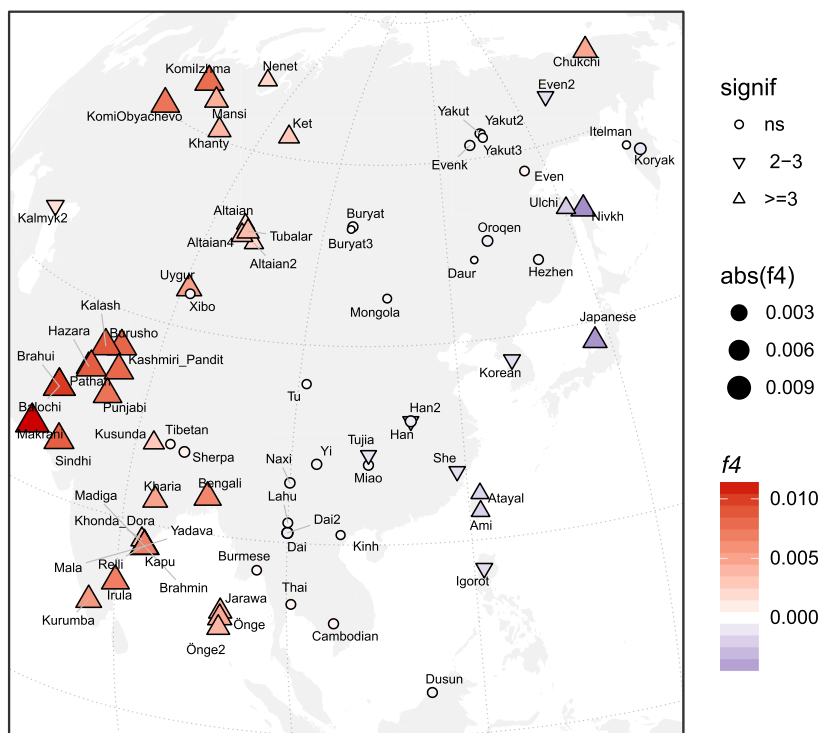 Chukchi
KomiIzhma
Nenet
Even2
KomiObyachevo
Mansi
Ket
Khanty
Yakut
Yakut2
Itelman
Evenk
Yakut3
Koryak
Even
Kalmyk2
Altaian
Buryat
Ulchi
Nivkh
Altaian4
Tubalar
Buryat3
Oroqen
Altaian2
Uygur
Daur
Hezhen
Xibo
Kalash
Mongola
Japanese
Hazara
Borusho
Brahui
Kashmiri_Pandit
Korean
Pathan
Balochi
Punjabi
Tu
Han2
Makrani
Kusunda
Tibetan
Han
Tujia
Sindhi
Sherpa
Naxi
Yi
She
Miao
Kharia
Bengali
Madiga
Lahu
Atayal
Khonda_Dora
Yadava
Dai2
Ami
Mala
Relli
Kapu
Burmese
Dai
Kinh
Igorot
Irula
Brahmin
Thai
Kurumba
Jarawa
Önge
Cambodian
Önge2
Dusun
signif
ns
2−3
>=3
abs(f4)
0.003
0.006
0.009
f4
0.010
0.005
0.000